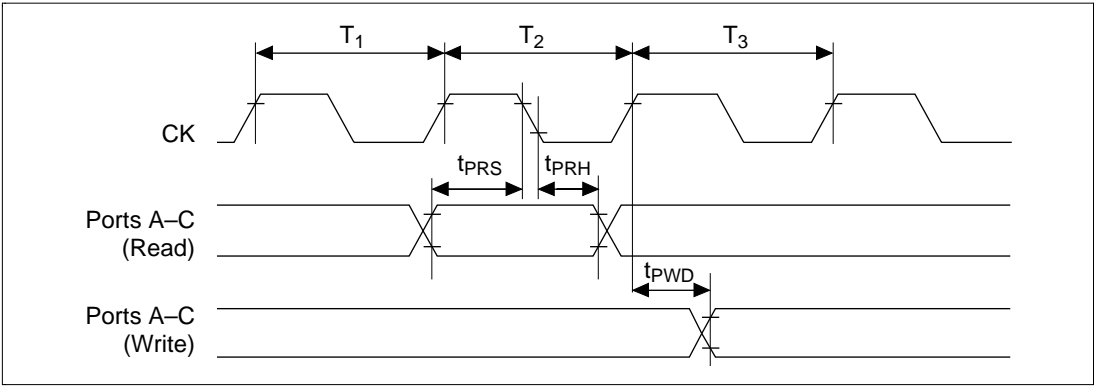 T1 T2 T3
CK
tPRS tPRH
Ports A–C
(Read)
tPWD
Ports A–C
(Write)